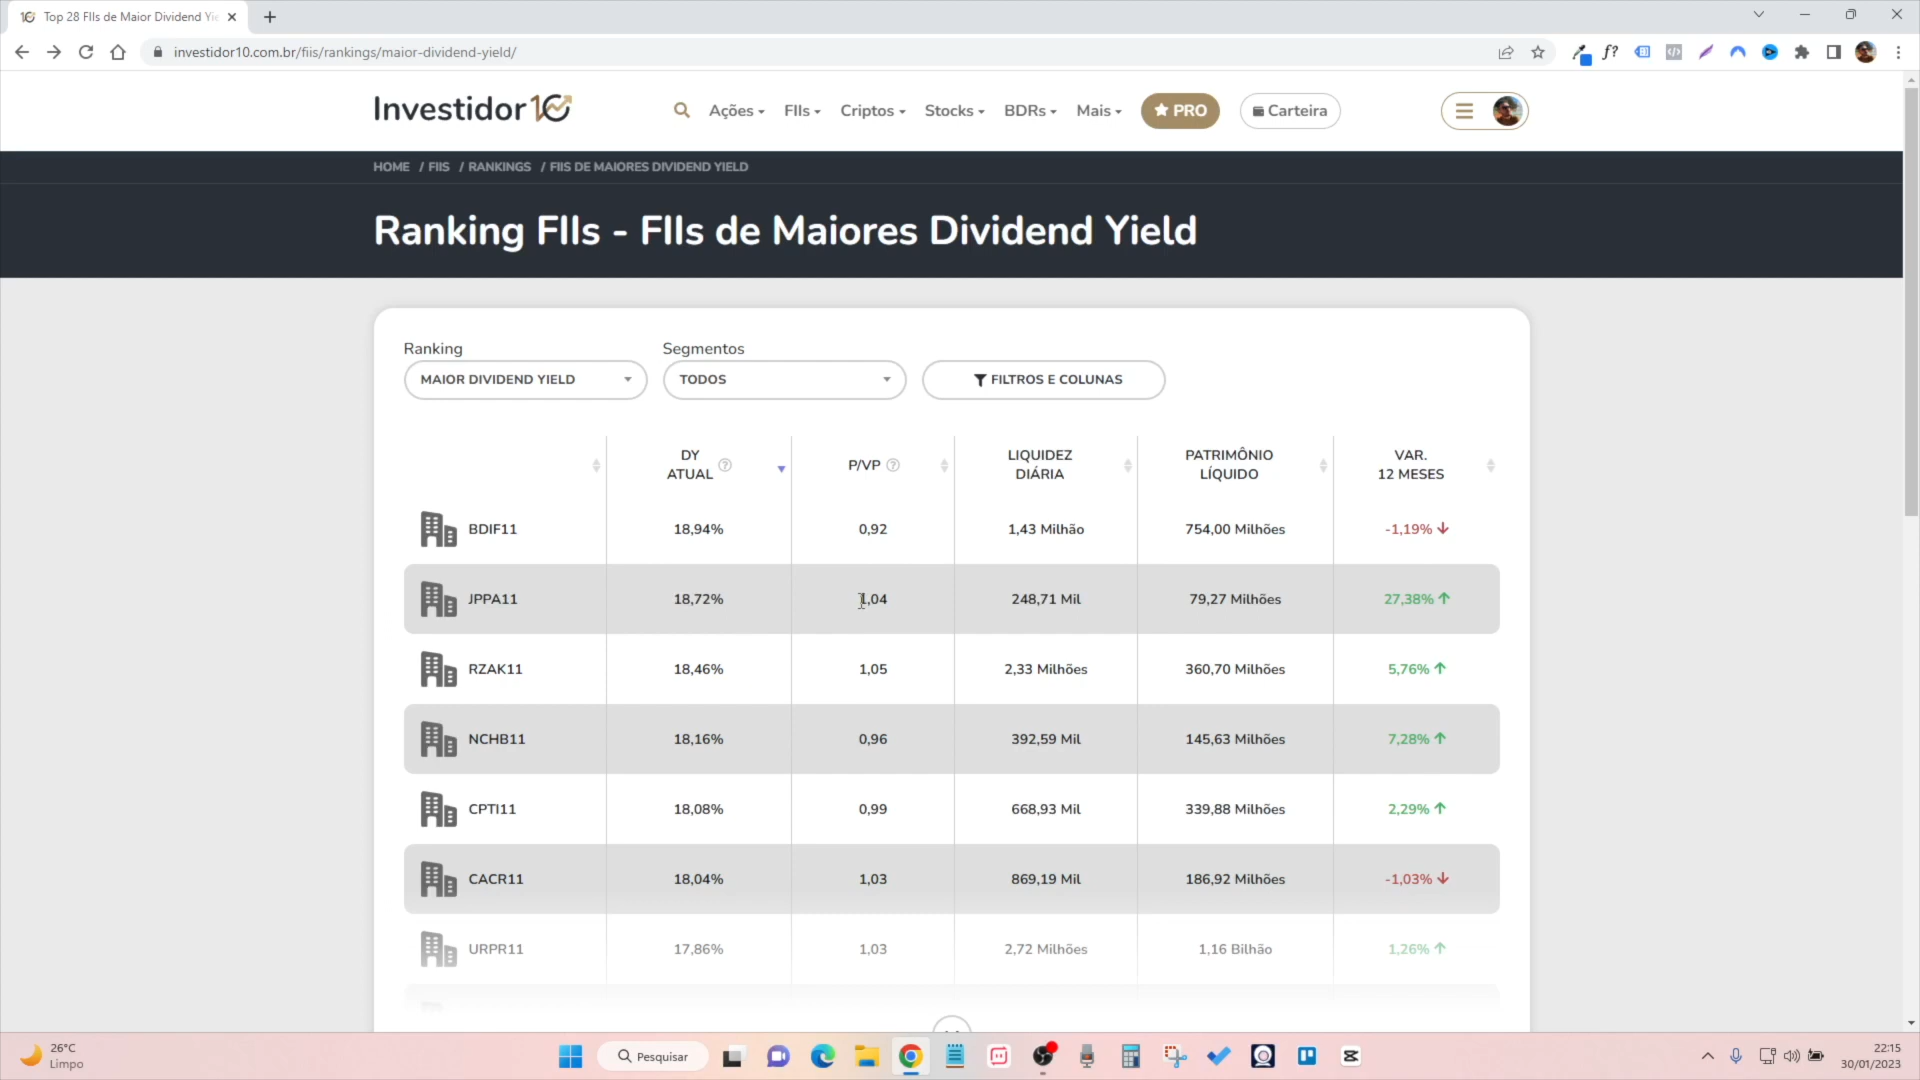 Top 28 FIIs de Maior Dividend Yie
investidor10.com.br/fiis/rankings/maior-dividend-yield/
f?
Investidor 10
Ações
FIIs
Criptos
Stocks
BDRs
Mais
PRO
Carteira
HOME / FIIS / RANKINGS / FIIS DE MAIORES DIVIDEND YIELD
Ranking FIIs - FIIs de Maiores Dividend Yield
Ranking
Segmentos
MAIOR DIVIDEND YIELD
TODOS
FILTROS E COLUNAS
DY ATUAL
P/VP
LIQUIDEZ DIÁRIA
PATRIMÔNIO LÍQUIDO
VAR. 12 MESES
BDIF11 18,94% 0,92 1,43 Milhão 754,00 Milhões -1,19%
JPPA11 18,72% 1,04 248,71 Mil 79,27 Milhões 27,38%
RZAK11 18,46% 1,05 2,33 Milhões 360,70 Milhões 5,76%
NCHB11 18,16% 0,96 392,59 Mil 145,63 Milhões 7,28%
CPTI11 18,08% 0,99 668,93 Mil 339,88 Milhões 2,29%
CACR11 18,04% 1,03 869,19 Mil 186,92 Milhões -1,03%
URPR11 17,86% 1,03 2,72 Milhões 1,16 Bilhão 1,26%
26°C
Limpo
Pesquisar
22:15
30/01/2023